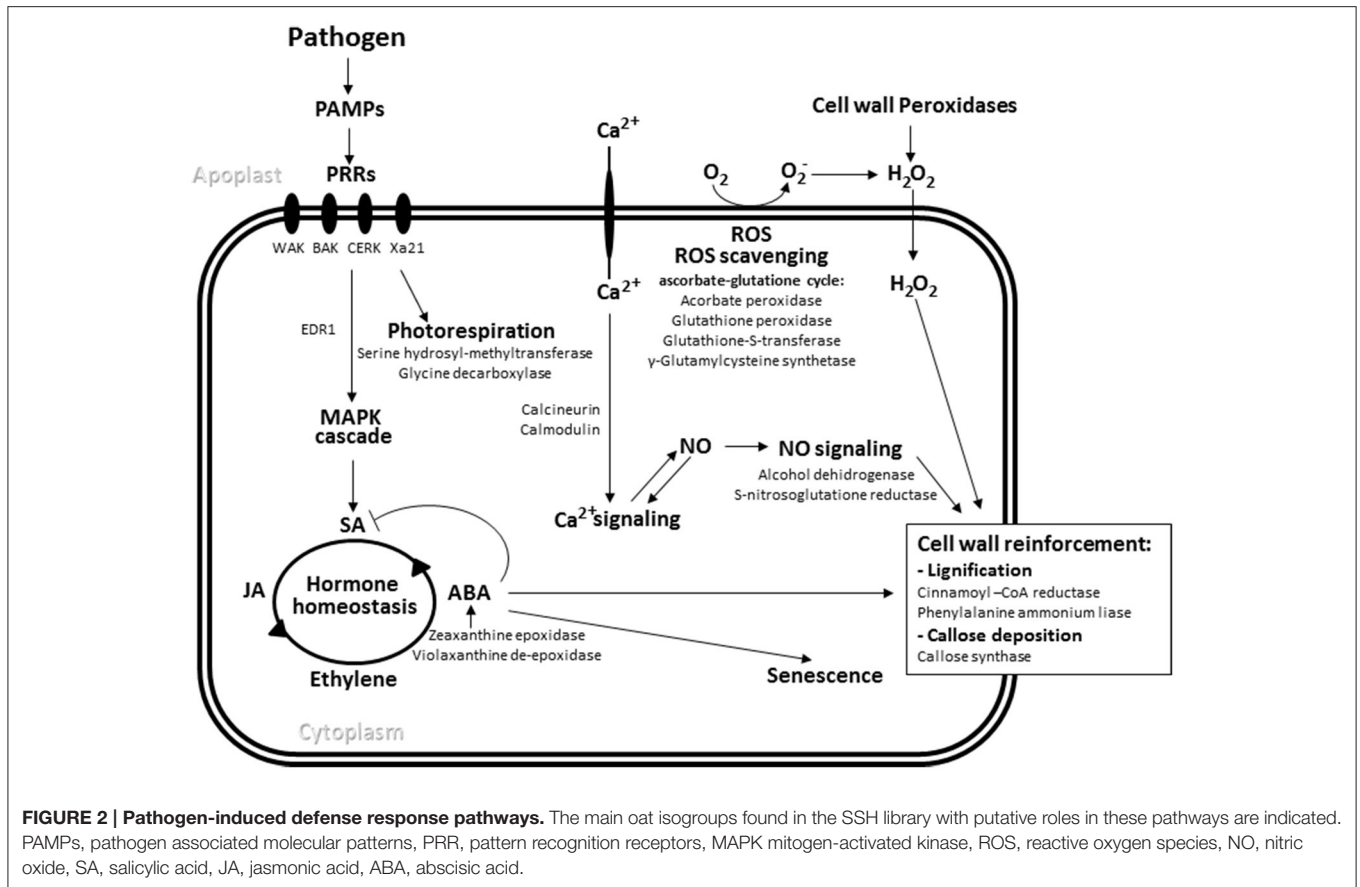 Pathogen
PAMPs
PRRs
Apoplast
WAK BAK CERK Xa21
EDR1
Photorespiration
Serine hydrosyl-methyltransferase
Glycine decarboxylase
MAPK
cascade
SA
JA
Hormone
homeostasis
ABA
Zeaxanthine epoxidase
Violaxanthine de-epoxidase
Ethylene
Cytoplasm
Ca2+
Ca2+
Calcineurin
Calmodulin
Ca2+signaling
NO
NO signaling
Alcohol dehidrogenase
S-nitrosoglutatione reductase
Senescence
O2
O2-
H2O2
Cell wall Peroxidases
ROS
ROS scavenging
ascorbate-glutatione cycle:
Acorbate peroxidase
Glutathione peroxidase
Glutathione-S-transferase
γ-Glutamylcysteine synthetase
H2O2
Cell wall reinforcement:
- Lignification
Cinnamoyl –CoA reductase
Phenylalanine ammonium liase
- Callose deposition
Callose synthase
FIGURE 2 | Pathogen-induced defense response pathways. The main oat isogroups found in the SSH library with putative roles in these pathways are indicated.
PAMPs, pathogen associated molecular patterns, PRR, pattern recognition receptors, MAPK mitogen-activated kinase, ROS, reactive oxygen species, NO, nitric
oxide, SA, salicylic acid, JA, jasmonic acid, ABA, abscisic acid.